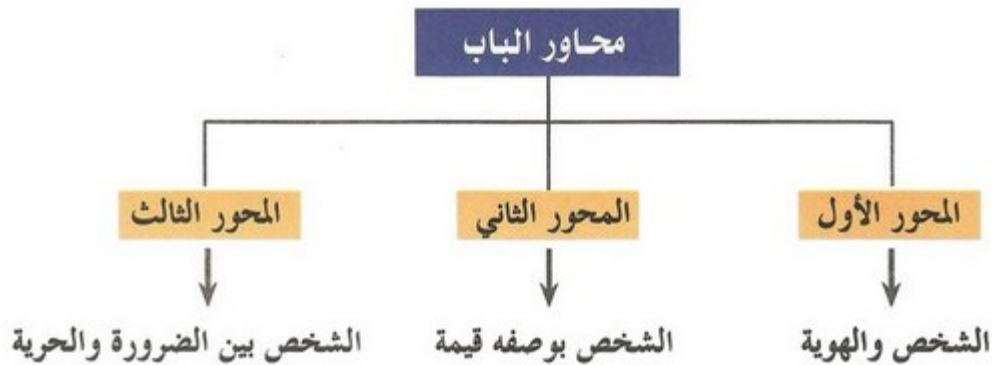 محاور الباب
المحور الأول
المحور الثاني
المحور الثالث
الشخص والهوية
الشخص بوصفه قيمة
الشخص بين الضرورة والحرية